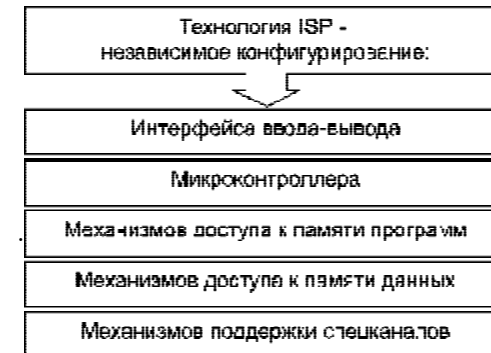 Технология ISP -
независимое конфигурирование:
Интерфейса ввода-вывода
Микроконтроллера
Механизмов доступа к памяти программ
Механизмов доступа к памяти данных
Механизмов поддержки спецканалов